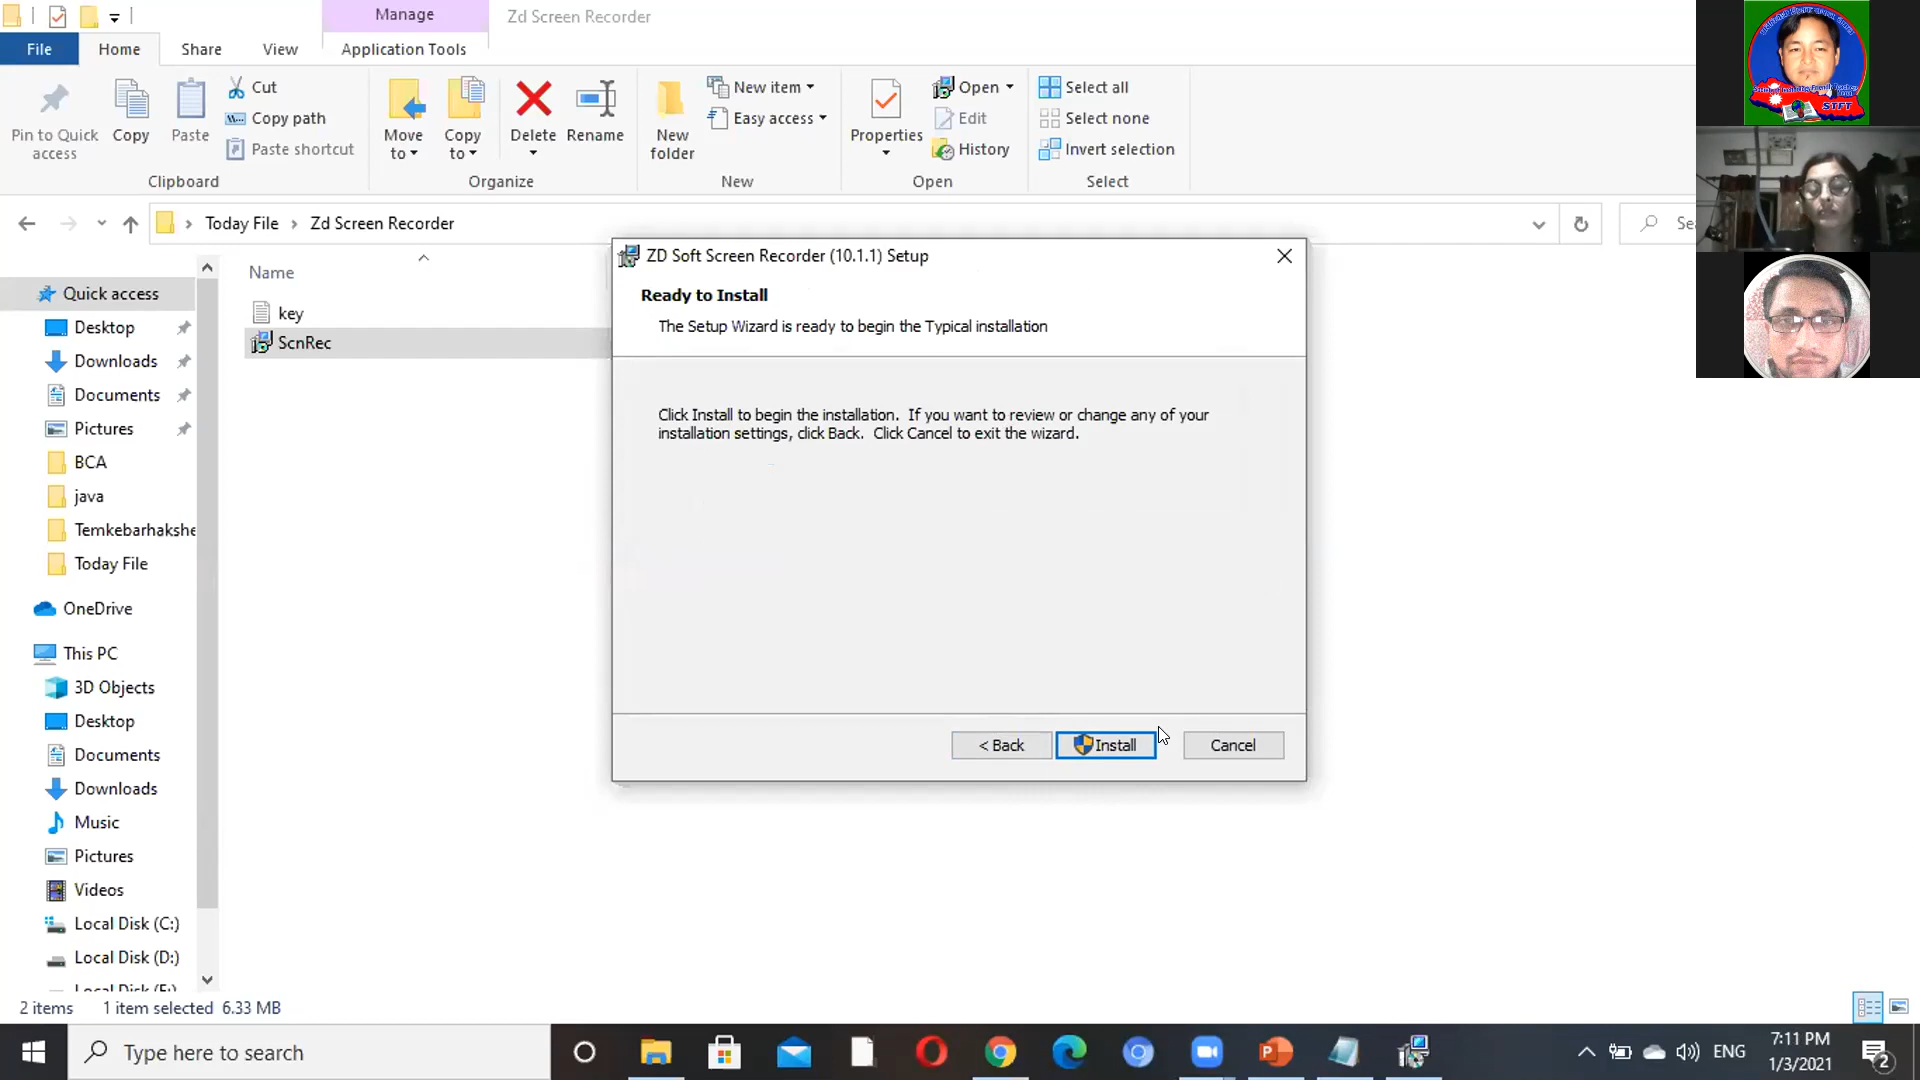 Manage
Zd Screen Recorder
File
Home
Share
View
Application Tools
Pin to Quick access
Copy
Paste
Cut
Copy path
Paste shortcut
Clipboard
Move to
Copy to
Delete
Rename
Organize
New folder
New item
Easy access
New
Properties
Open
Edit
History
Open
Select all
Select none
Invert selection
Select
Today File
Zd Screen Recorder
Name
key
ScnRec
Quick access
Desktop
Downloads
Documents
Pictures
BCA
java
Temkebarhakshe
Today File
OneDrive
This PC
3D Objects
Desktop
Documents
Downloads
Music
Pictures
Videos
Local Disk (C:)
Local Disk (D:)
ZD Soft Screen Recorder (10.1.1) Setup
Ready to Install
The Setup Wizard is ready to begin the Typical installation
Click Install to begin the installation. If you want to review or change any of your
installation settings, click Back. Click Cancel to exit the wizard.
< Back
Install
Cancel
STFT
2 items
1 item selected 6.33 MB
Type here to search
ENG
7:11 PM
1/3/2021
2